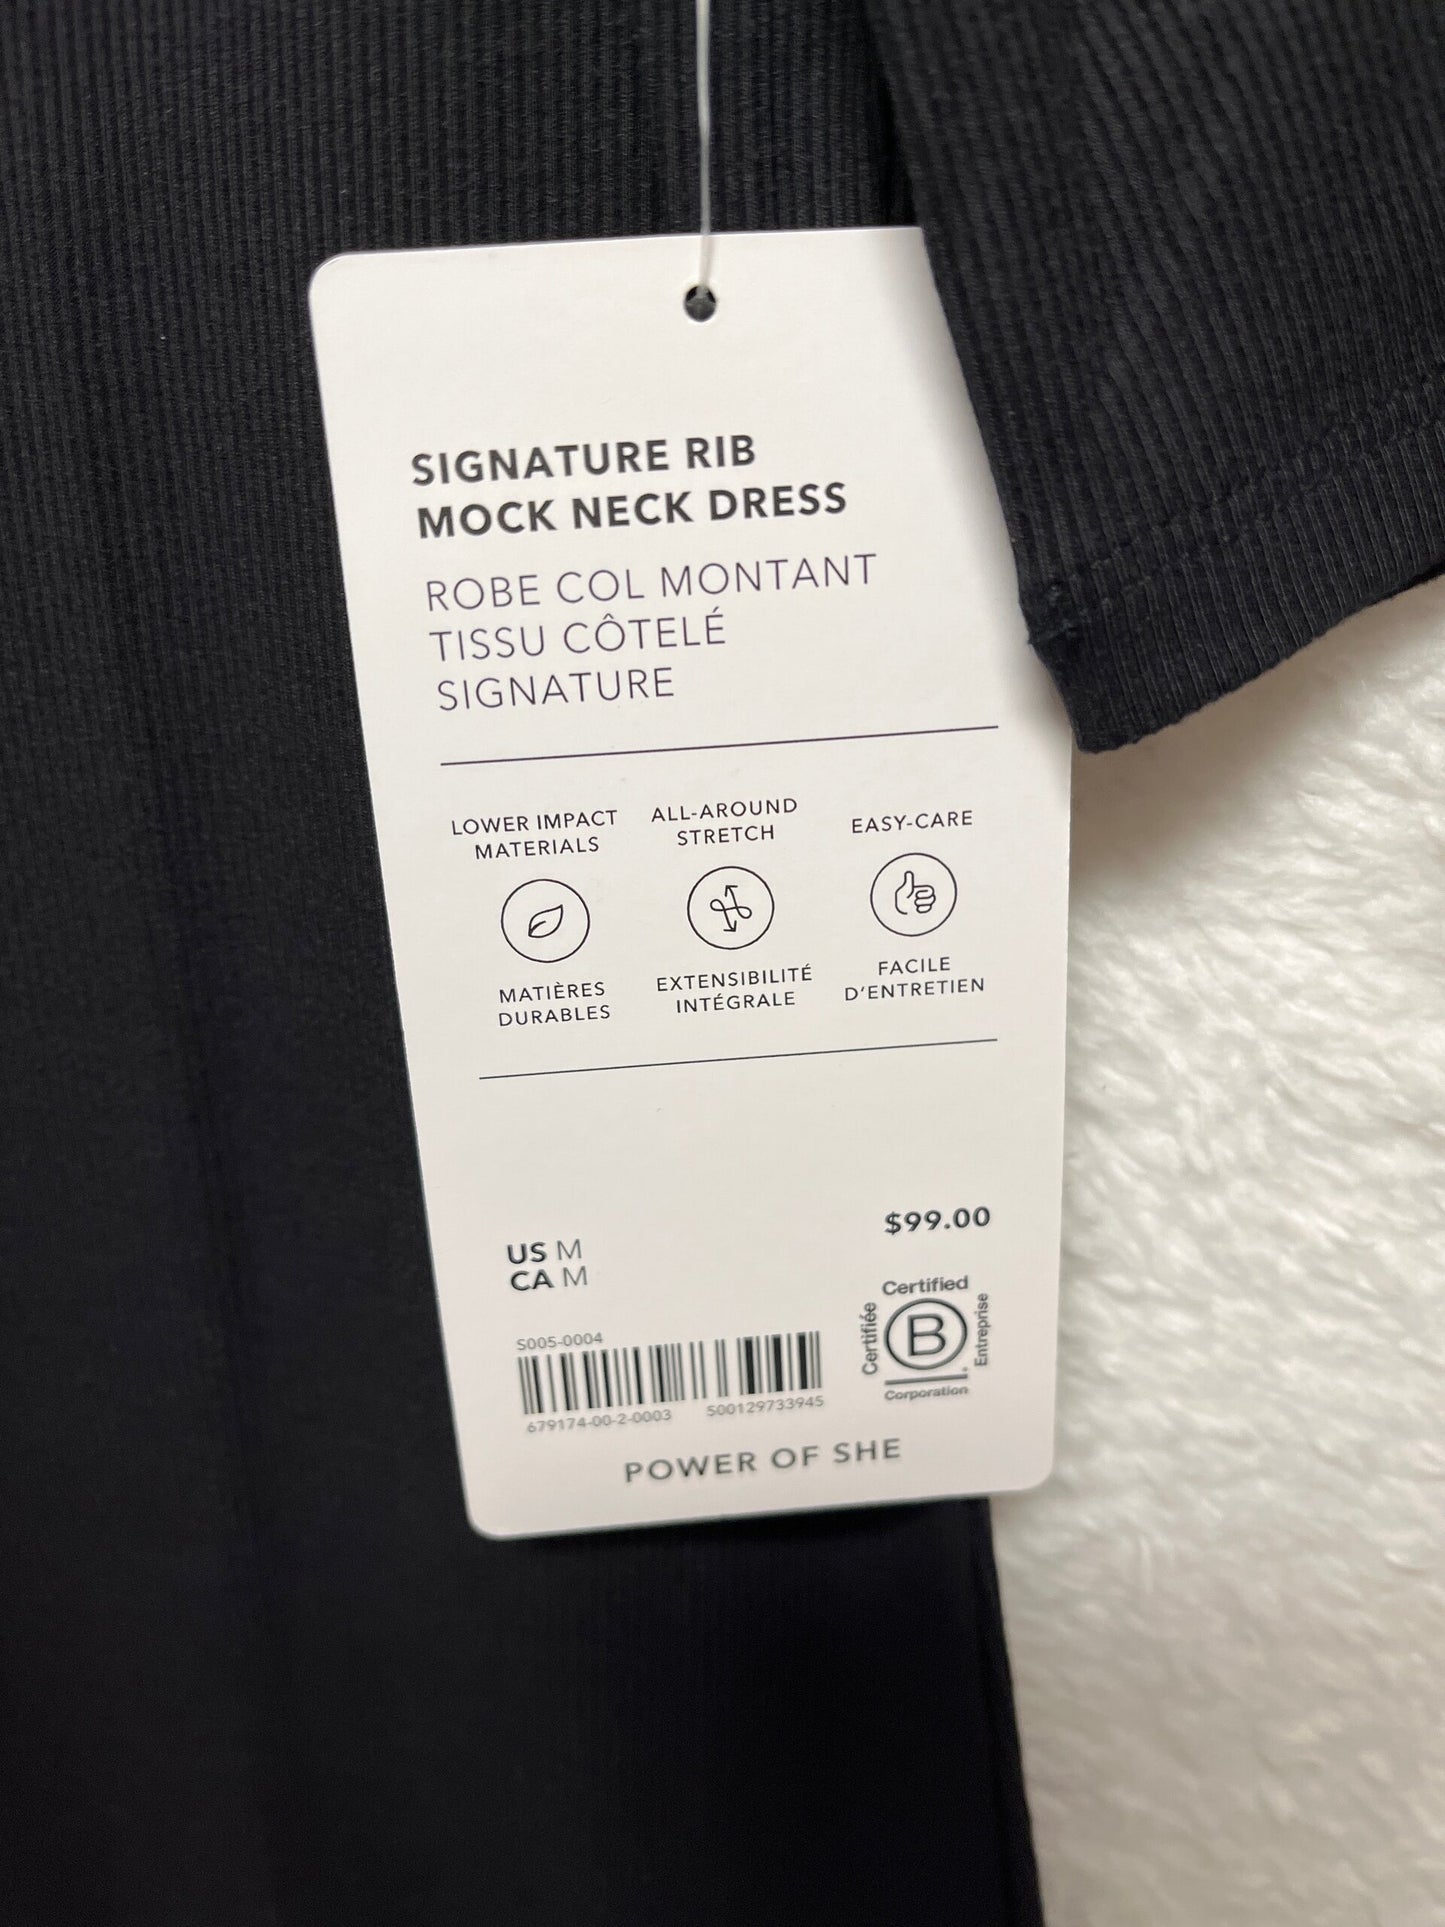 SIGNATURE RIB
MOCK NECK DRESS
ROBE COL MONTANT
TISSU CÔTELÉ
SIGNATURE
LOWER IMPACT
MATERIALS
MATIÈRES
DURABLES
ALL-AROUND
STRETCH
EXTENSIBILITÉ
INTÉGRALE
EASY-CARE
FACILE
D'ENTRETIEN
$99.00
US M
CA M
S005-0004
679174-00-2-0003 S00129733945
Certified
Certifiée
B
Entreprise
Corporation
POWER OF SHE